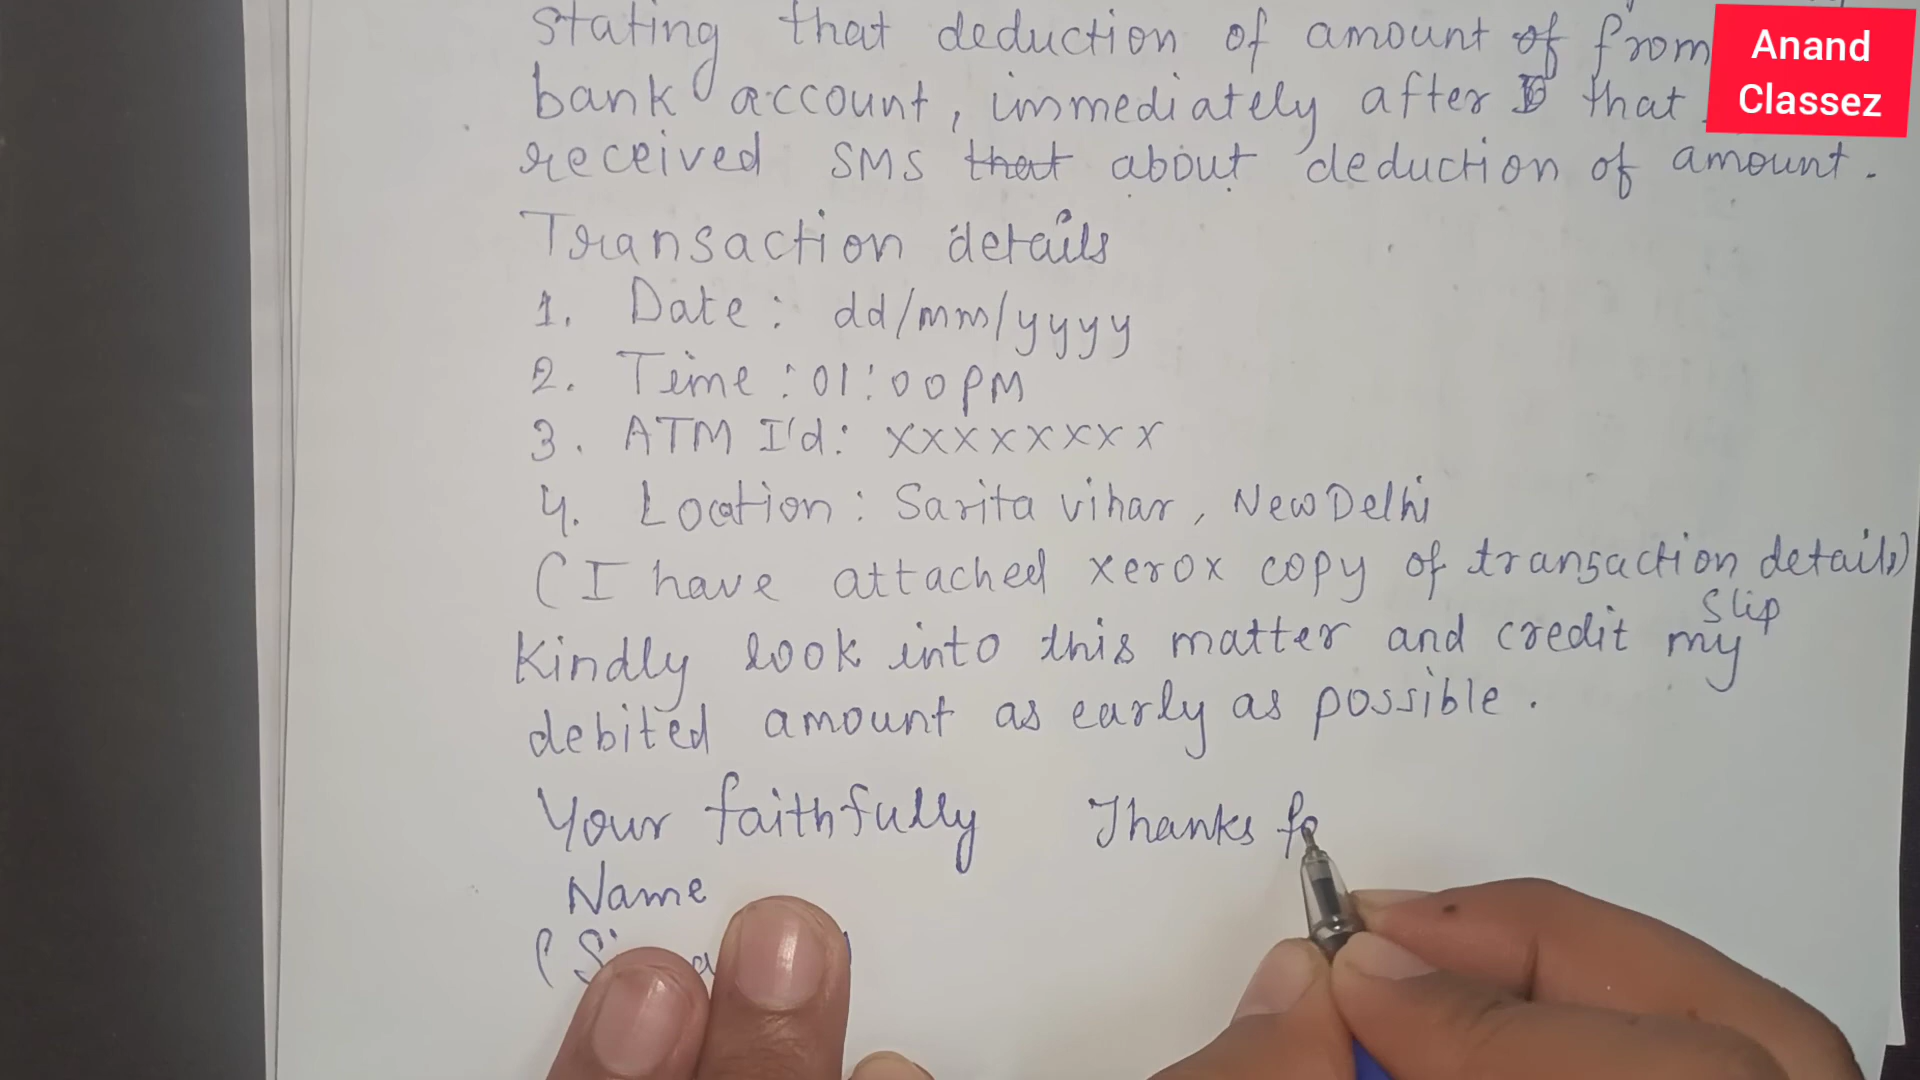 stating that deduction of amount of from
bank account, immediately after that
received SMS that about deduction of amount.
Transaction details
1. Date: dd/mm/yyyy
2. Time: 01:00PM
3. ATM I'd: xxxxxxxx
4. Location: Sarita vihar, New Delhi
(I have attached xerox copy of transaction details)
slip
Kindly look into this matter and credit my
debited amount as early as possible.
Your faithfully
Thanks fo
Name
Anand
Classez